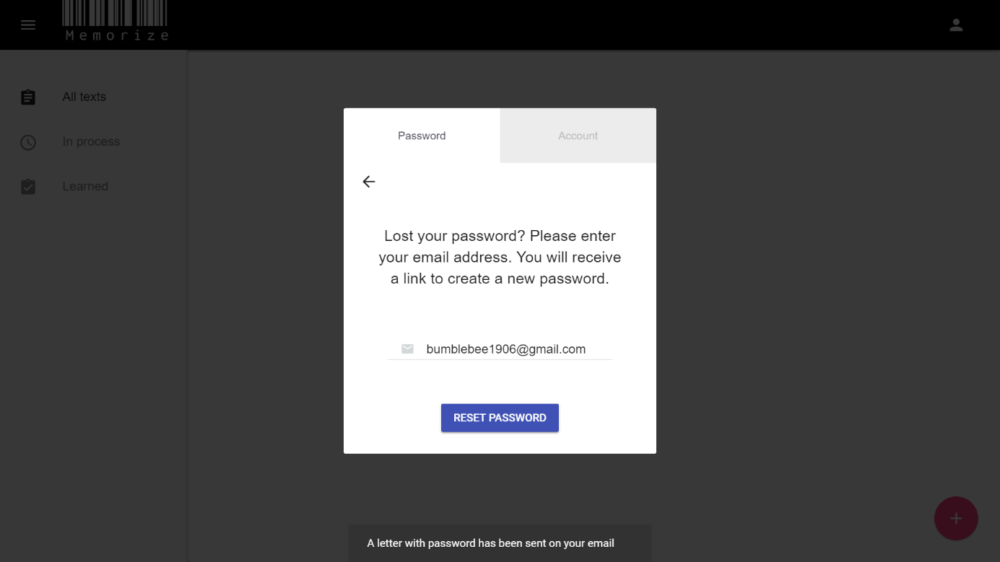 Memorize
All texts
In process
Learned
Password
Account
Lost your password? Please enter
your email address. You will receive
a link to create a new password.
bumblebee1906@gmail.com
RESET PASSWORD
A letter with password has been sent on your email